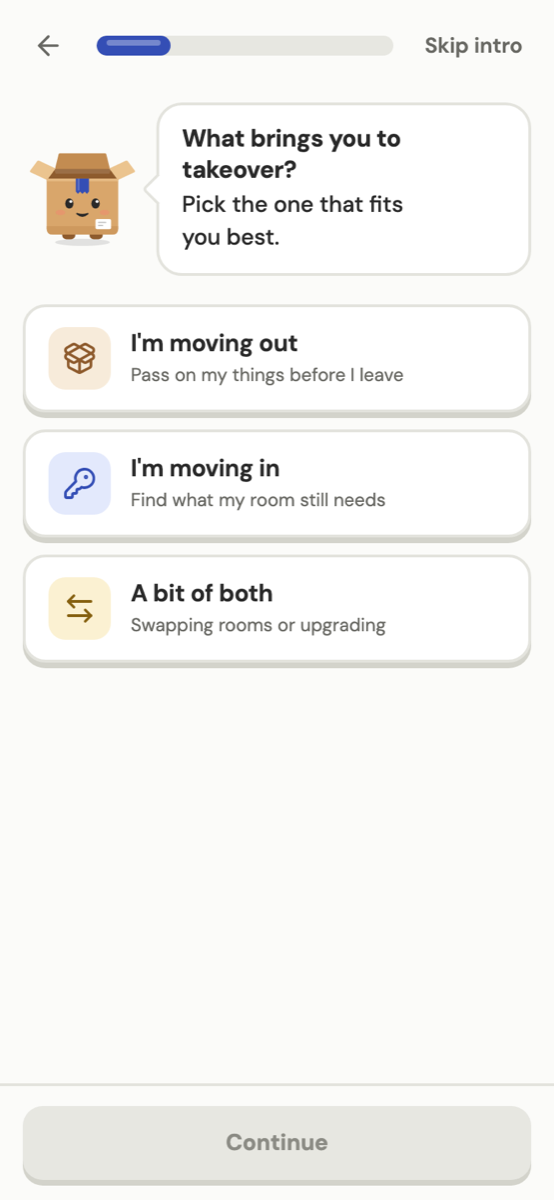 Skip intro
What brings you to
takeover?
Pick the one that fits
you best.
I'm moving out
Pass on my things before I leave
I'm moving in
Find what my room still needs
A bit of both
Swapping rooms or upgrading
Continue